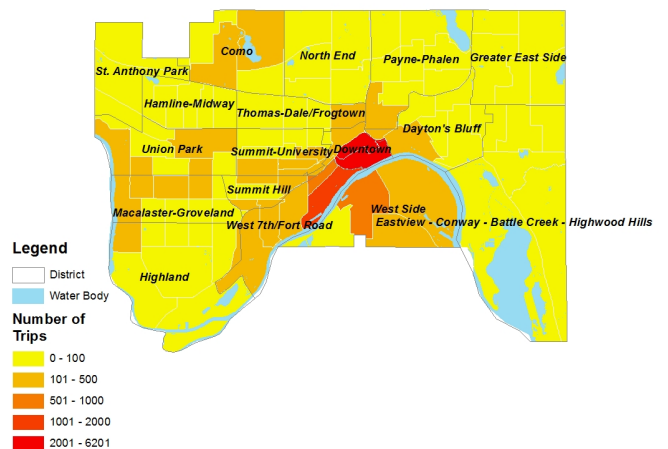 Como
North End
Payne-Phalen
Greater East Side
St. Anthony Park
Hamline-Midway
Thomas-Dale/Frogtown
Dayton's Bluff
Union Park
Summit-University
Downtown
Summit Hill
Macalaster-Groveland
West Side
West 7th/Fort Road
Eastview - Conway - Battle Creek - Highwood Hills
Highland
Legend
District
Water Body
Number of
Trips
0 - 100
101 - 500
501 - 1000
1001 - 2000
2001 - 6201